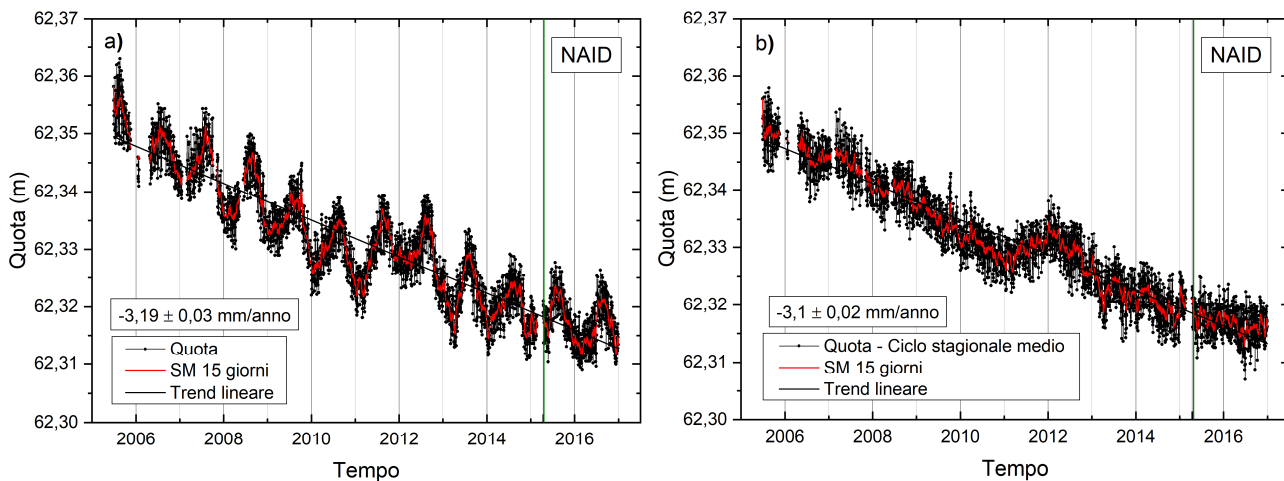 a)
NAID
62,37
62,36
62,35
62,34
62,33
62,32
62,31
62,30
Quota (m)
-3,19 ± 0,03 mm/anno
Quota
SM 15 giorni
Trend lineare
2006 2008 2010 2012 2014 2016
Tempo
b)
NAID
62,37
62,36
62,35
62,34
62,33
62,32
62,31
62,30
Quota (m)
-3,1 ± 0,02 mm/anno
Quota - Ciclo stagionale medio
SM 15 giorni
Trend lineare
2006 2008 2010 2012 2014 2016
Tempo